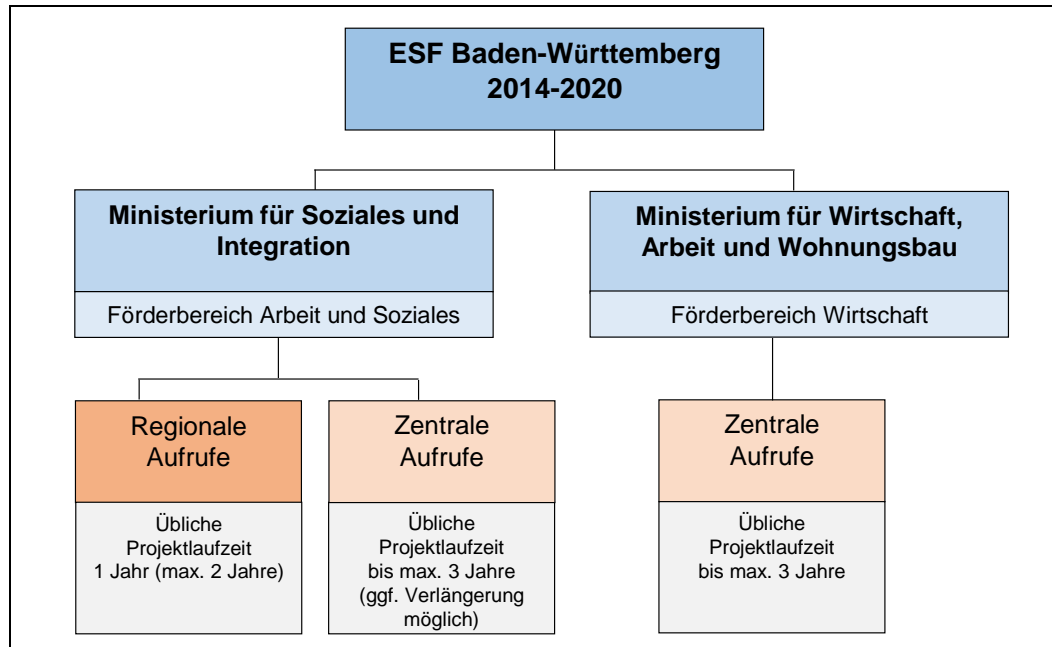 ESF Baden-Württemberg
2014-2020
Ministerium für Soziales und
Integration
Förderbereich Arbeit und Soziales
Ministerium für Wirtschaft,
Arbeit und Wohnungsbau
Förderbereich Wirtschaft
Regionale
Aufrufe
Übliche
Projektlaufzeit
1 Jahr (max. 2 Jahre)
Zentrale
Aufrufe
Übliche
Projektlaufzeit
bis max. 3 Jahre
(ggf. Verlängerung
möglich)
Zentrale
Aufrufe
Übliche
Projektlaufzeit
bis max. 3 Jahre